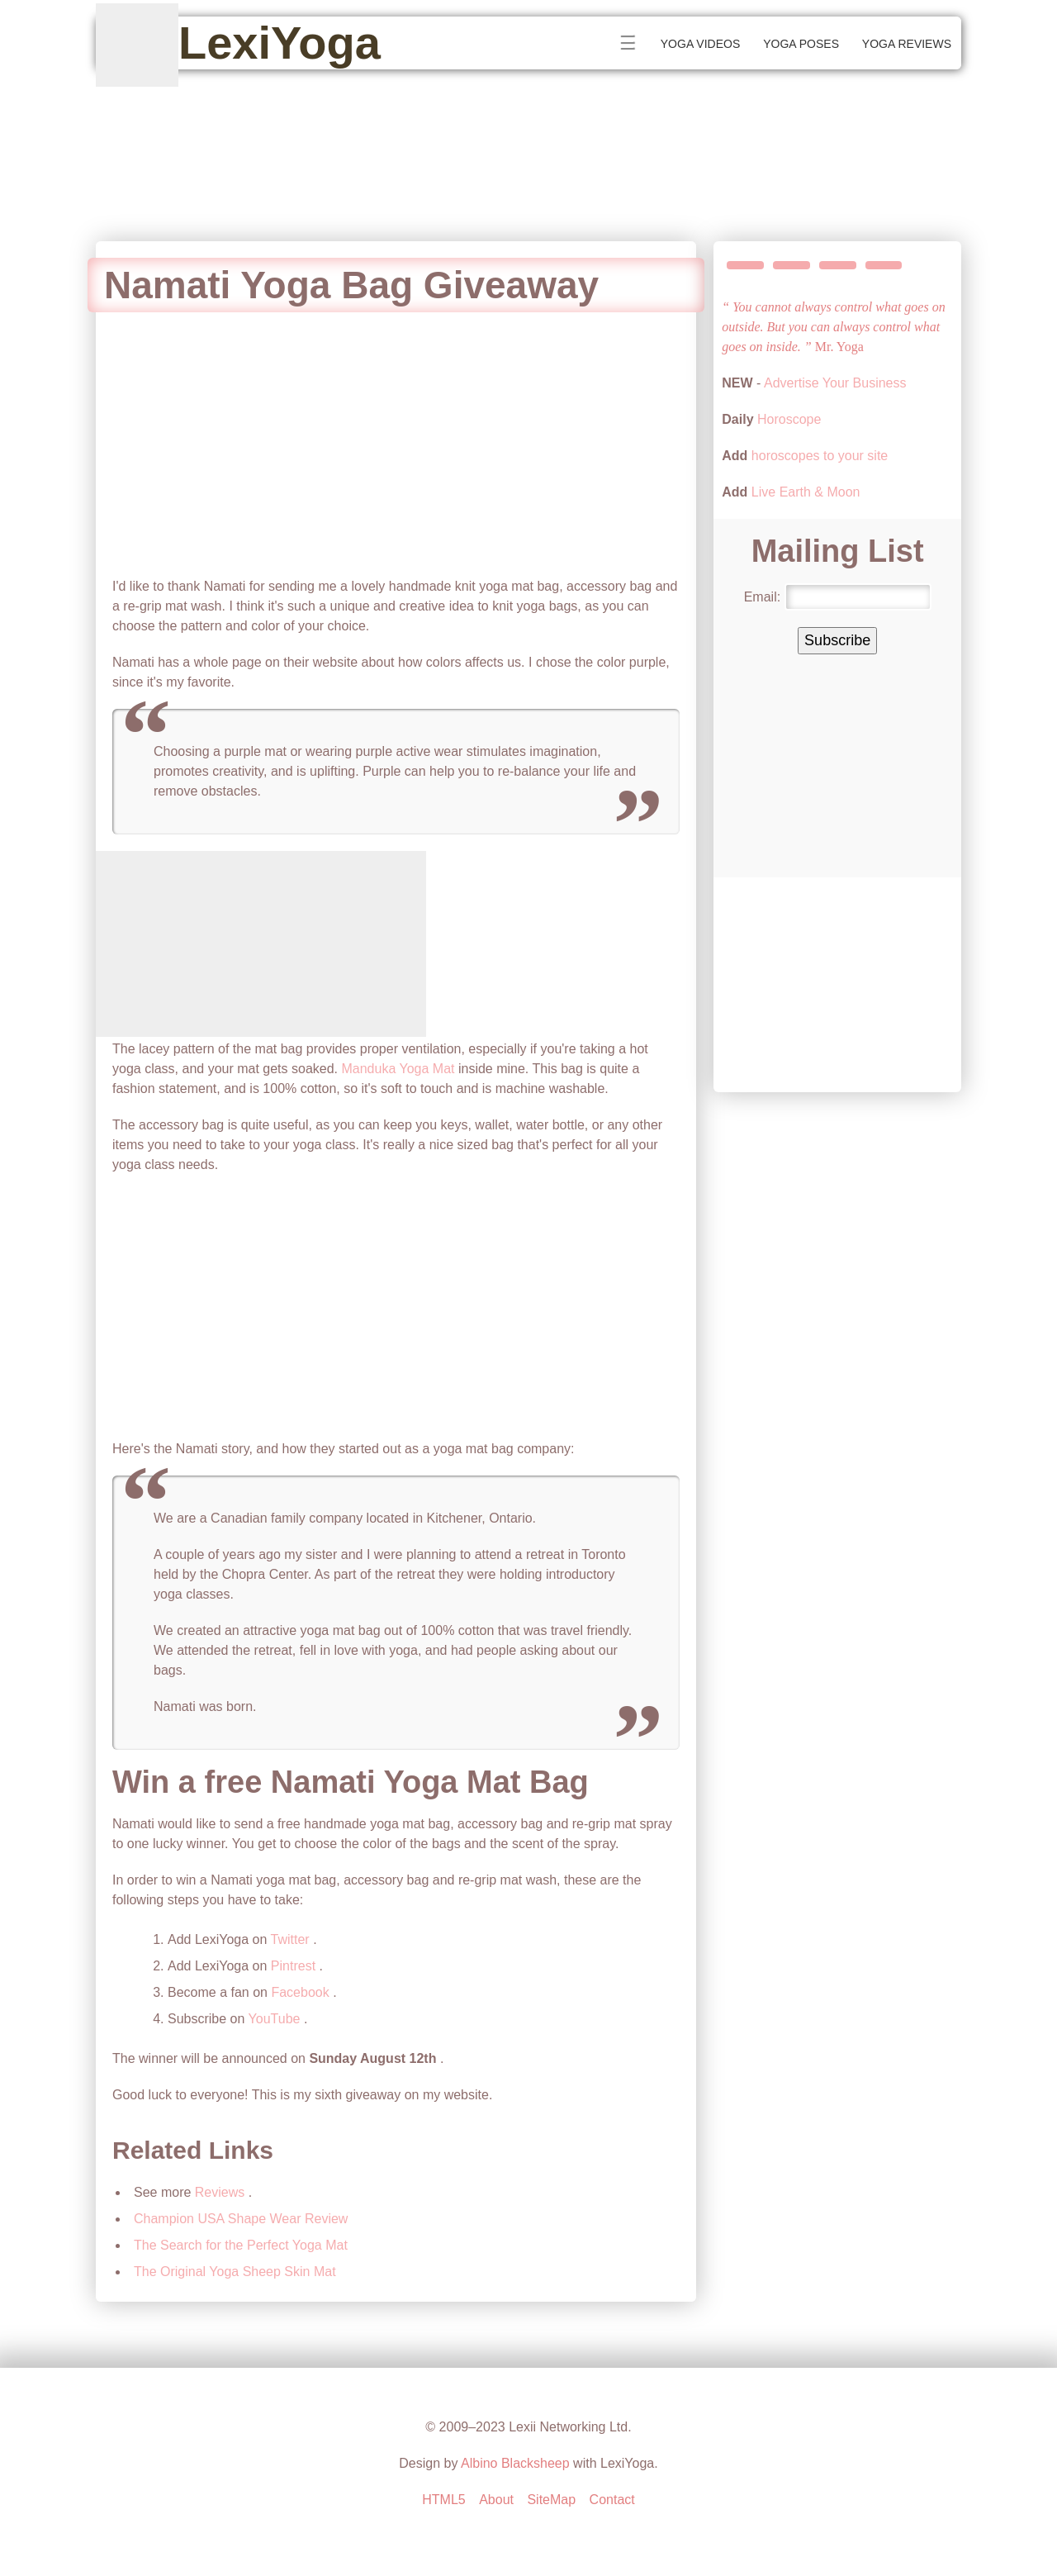 LexiYoga
☰ YOGA VIDEOS YOGA POSES YOGA REVIEWS
Namati Yoga Bag Giveaway
I'd like to thank Namati for sending me a lovely handmade knit yoga mat bag, accessory bag and
a re-grip mat wash. I think it's such a unique and creative idea to knit yoga bags, as you can
choose the pattern and color of your choice.
Namati has a whole page on their website about how colors affects us. I chose the color purple,
since it's my favorite.
“
Choosing a purple mat or wearing purple active wear stimulates imagination,
promotes creativity, and is uplifting. Purple can help you to re-balance your life and
remove obstacles.
”
The lacey pattern of the mat bag provides proper ventilation, especially if you're taking a hot
yoga class, and your mat gets soaked. Manduka Yoga Mat inside mine. This bag is quite a
fashion statement, and is 100% cotton, so it's soft to touch and is machine washable.
The accessory bag is quite useful, as you can keep you keys, wallet, water bottle, or any other
items you need to take to your yoga class. It's really a nice sized bag that's perfect for all your
yoga class needs.
Here's the Namati story, and how they started out as a yoga mat bag company:
“
We are a Canadian family company located in Kitchener, Ontario.
A couple of years ago my sister and I were planning to attend a retreat in Toronto
held by the Chopra Center. As part of the retreat they were holding introductory
yoga classes.
We created an attractive yoga mat bag out of 100% cotton that was travel friendly.
We attended the retreat, fell in love with yoga, and had people asking about our
bags.
Namati was born.
”
Win a free Namati Yoga Mat Bag
Namati would like to send a free handmade yoga mat bag, accessory bag and re-grip mat spray
to one lucky winner. You get to choose the color of the bags and the scent of the spray.
In order to win a Namati yoga mat bag, accessory bag and re-grip mat wash, these are the
following steps you have to take:
1. Add LexiYoga on Twitter .
2. Add LexiYoga on Pintrest .
3. Become a fan on Facebook .
4. Subscribe on YouTube .
The winner will be announced on Sunday August 12th .
Good luck to everyone! This is my sixth giveaway on my website.
Related Links
• See more Reviews .
• Champion USA Shape Wear Review
• The Search for the Perfect Yoga Mat
• The Original Yoga Sheep Skin Mat
“ You cannot always control what goes on
outside. But you can always control what
goes on inside. ” Mr. Yoga
NEW - Advertise Your Business
Daily Horoscope
Add horoscopes to your site
Add Live Earth & Moon
Mailing List
Email:
Subscribe
© 2009–2023 Lexii Networking Ltd.
Design by Albino Blacksheep with LexiYoga.
HTML5 About SiteMap Contact